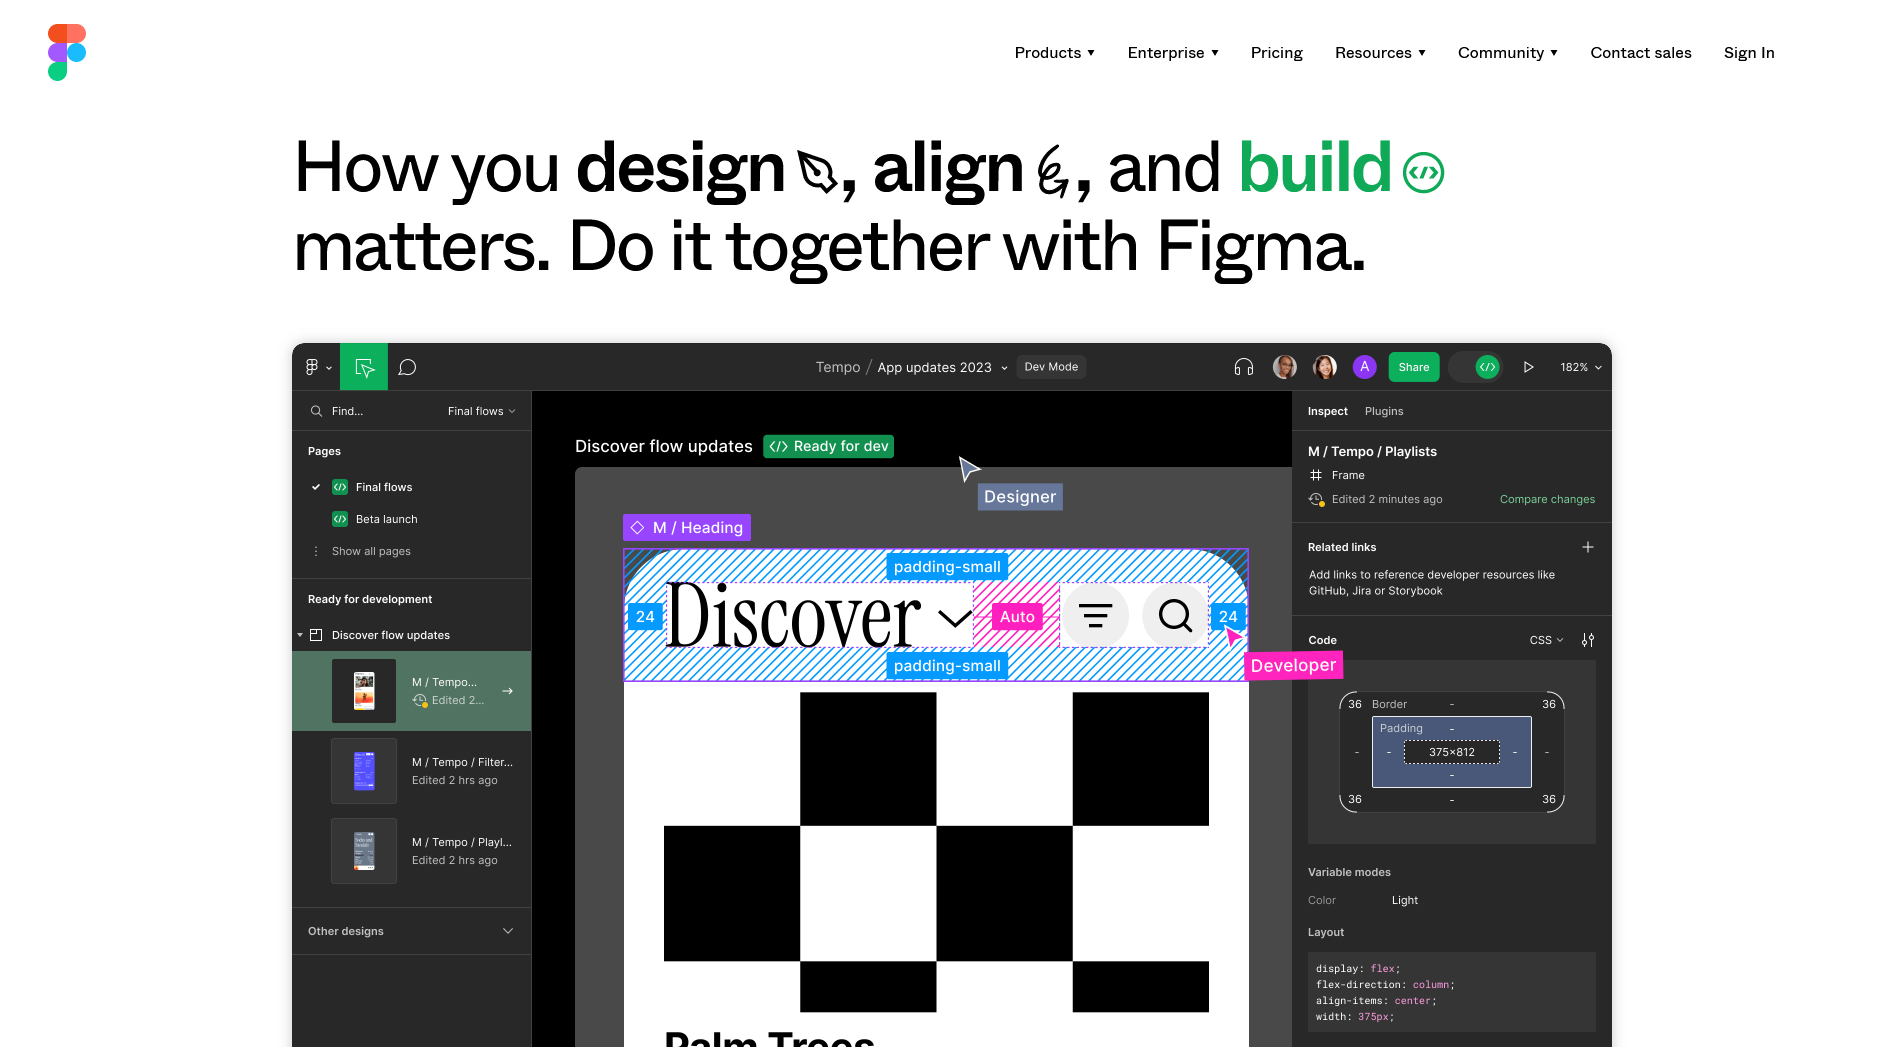 Products
Enterprise
Pricing
Resources
Community
Contact sales
Sign In
How you design, align, and build
matters. Do it together with Figma.
Tempo / App updates 2023
Dev Mode
A
Share
182%
Find...
Final flows
Pages
Final flows
Beta launch
Show all pages
Ready for development
Discover flow updates
M / Tempo...
Edited 2...
M / Tempo / Filter...
Edited 2 hrs ago
M / Tempo / Playl...
Edited 2 hrs ago
Other designs
Discover flow updates
Ready for dev
Designer
M / Heading
padding-small
24
Discover
Auto
24
padding-small
Developer
Palm Trees
Inspect
Plugins
M / Tempo / Playlists
Frame
Edited 2 minutes ago
Compare changes
Related links
Add links to reference developer resources like
GitHub, Jira or Storybook
Code
CSS
36 Border - 36
Padding -
- - 375×812 - -
-
36 - 36
Variable modes
Color Light
Layout
display: flex;
flex-direction: column;
align-items: center;
width: 375px;